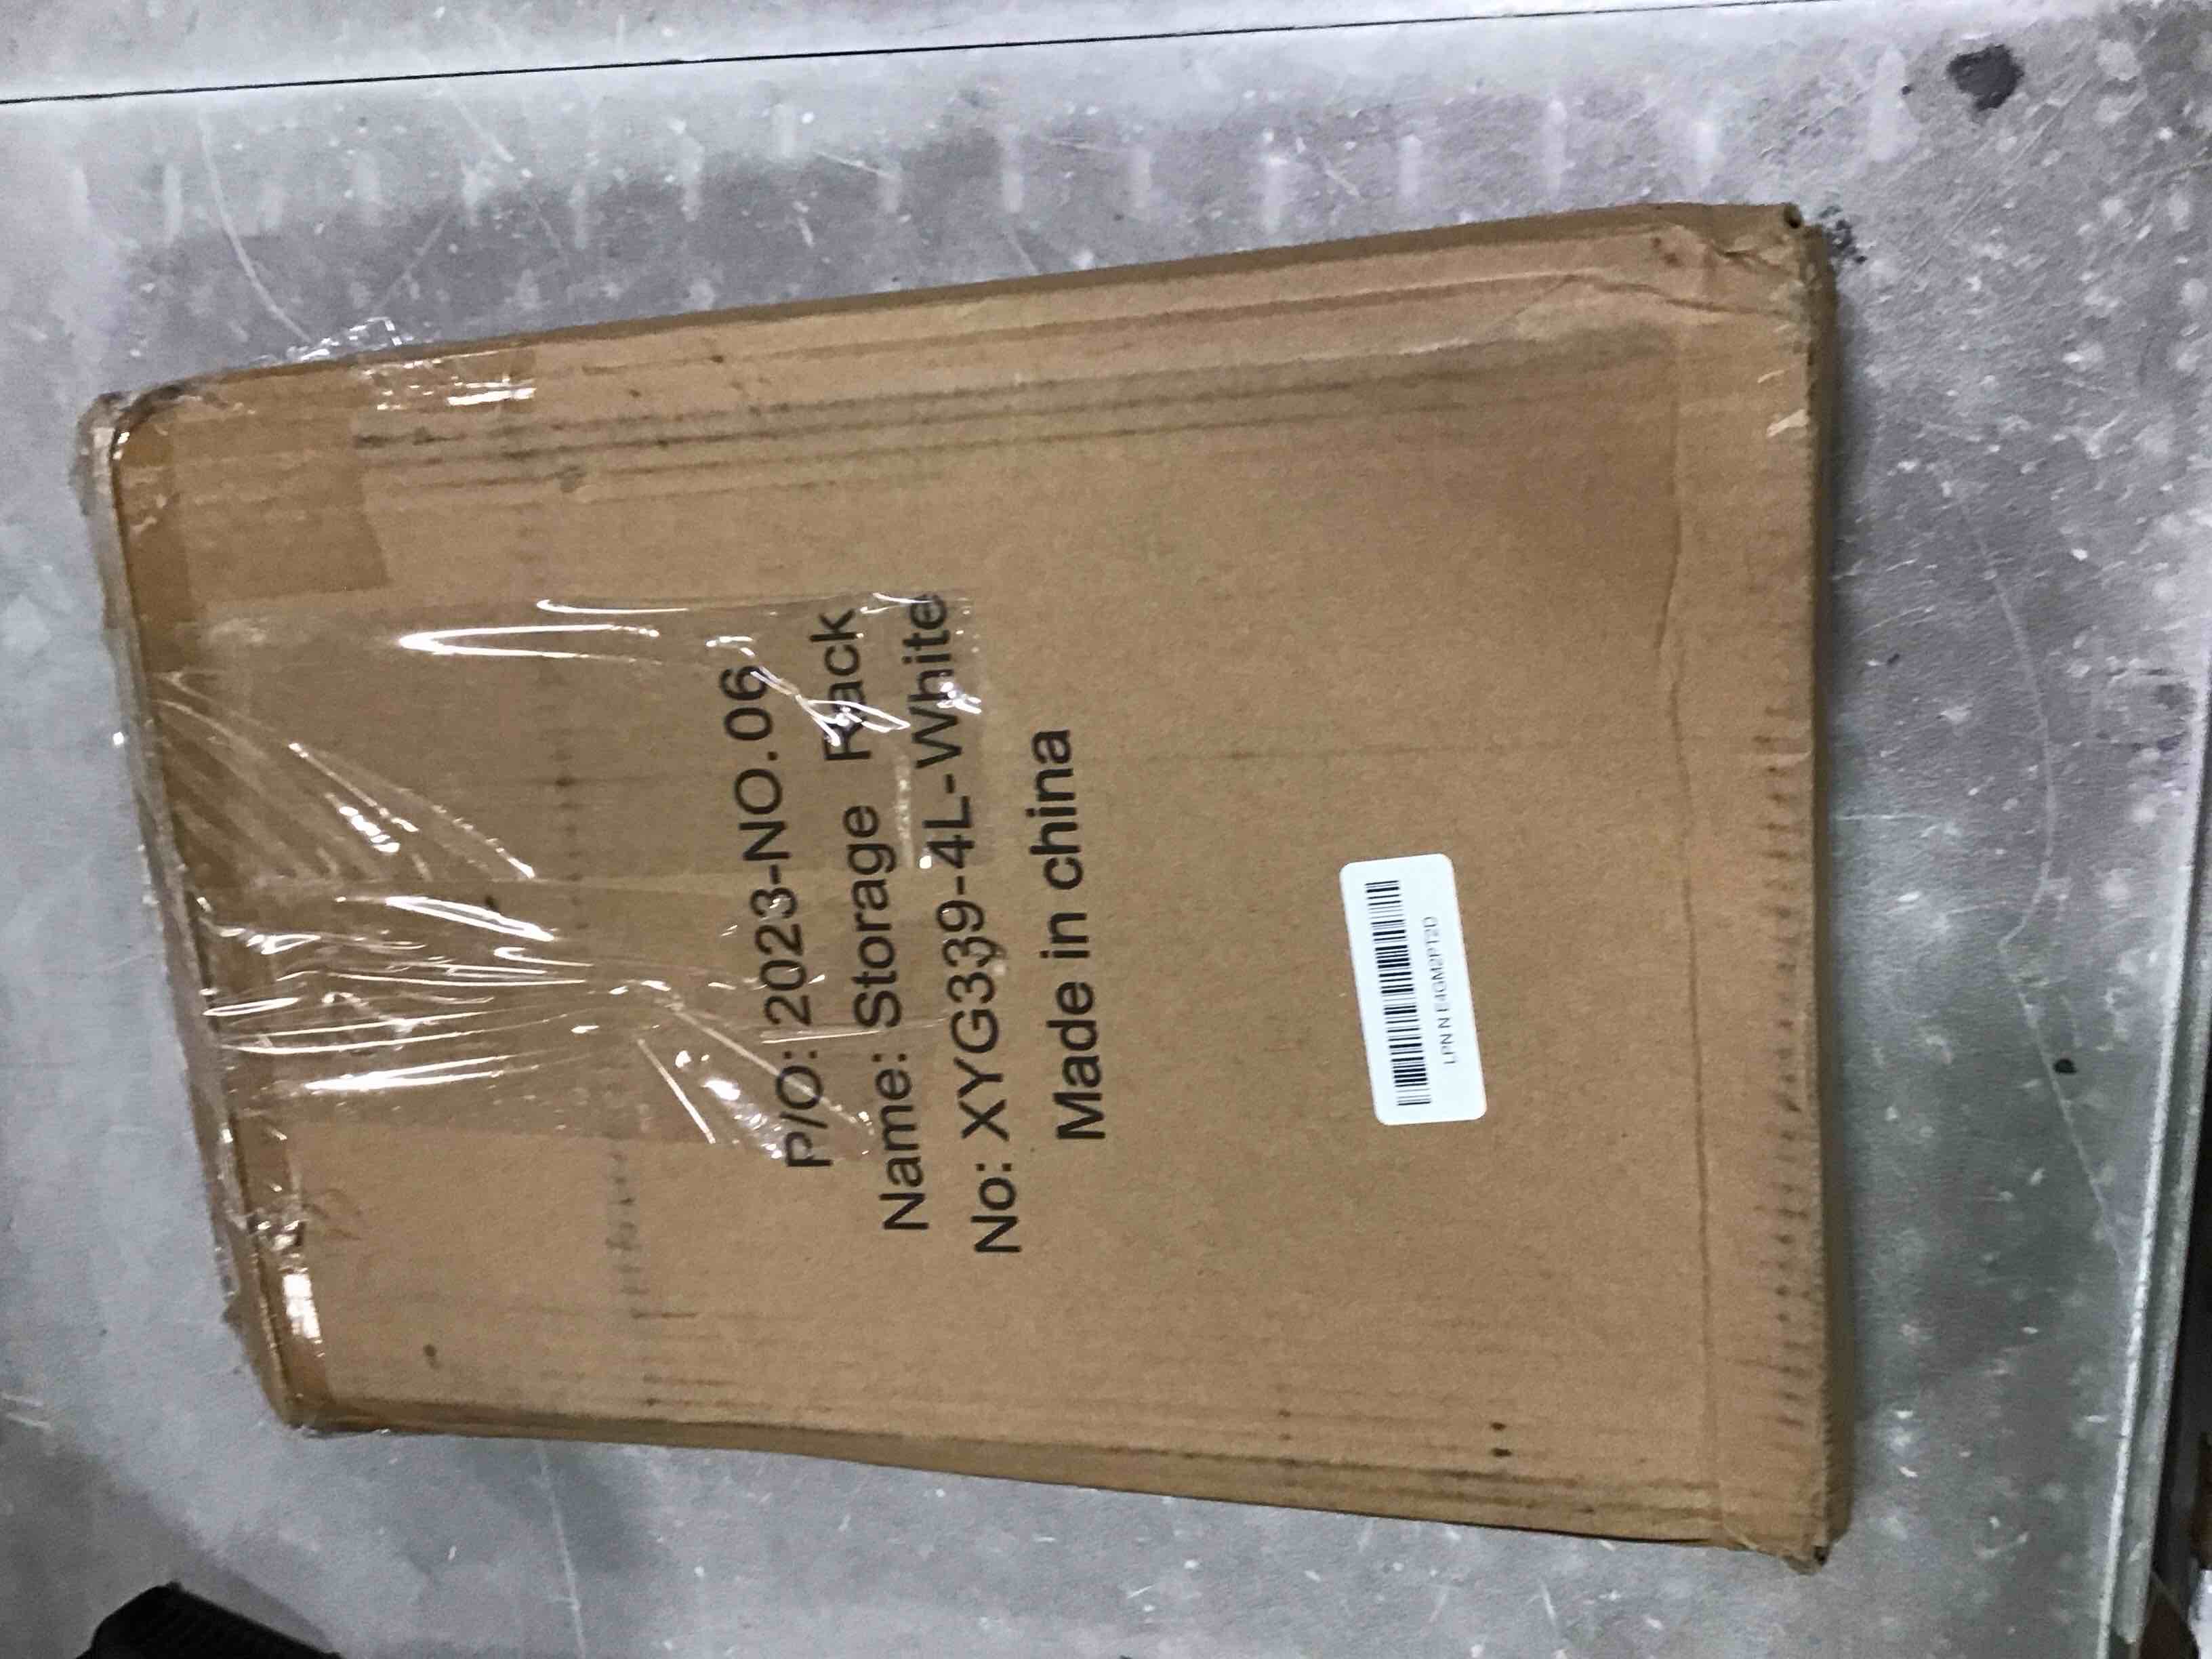 P/O: 2023-NO.06
Name: Storage Rack
No: XYG339-4L-White
Made in china